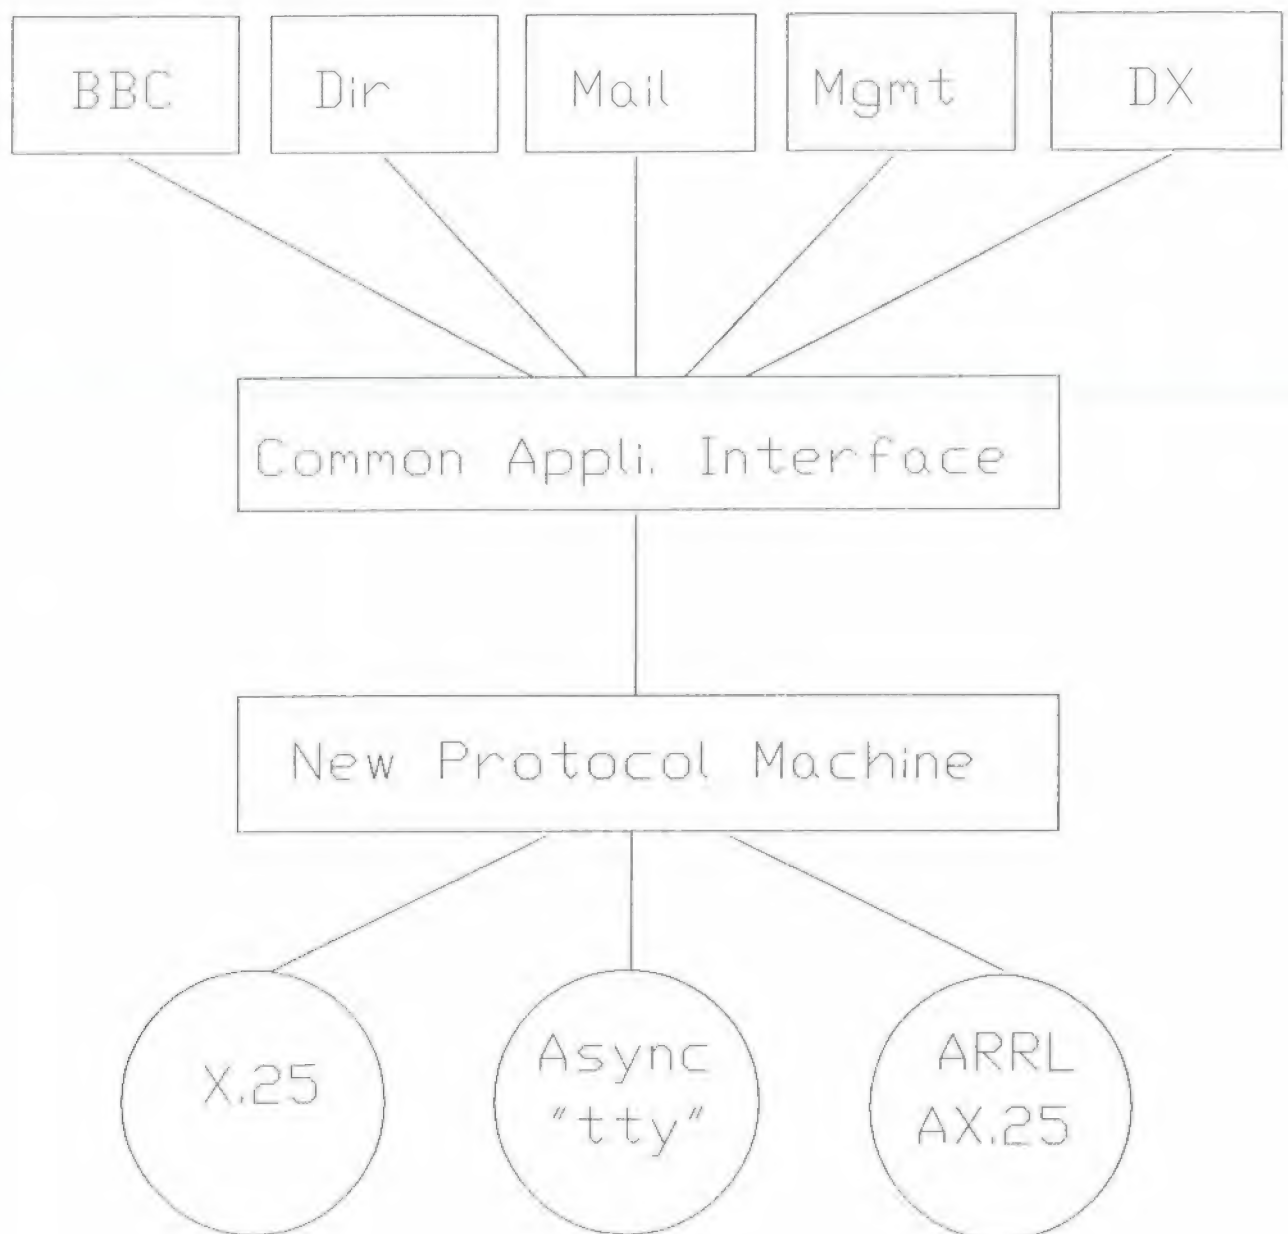 BBC
Dir
Mail
Mgmt
DX
Common Appli. Interface
New Protocol Machine
X.25
Async
"tty"
ARRL
AX.25